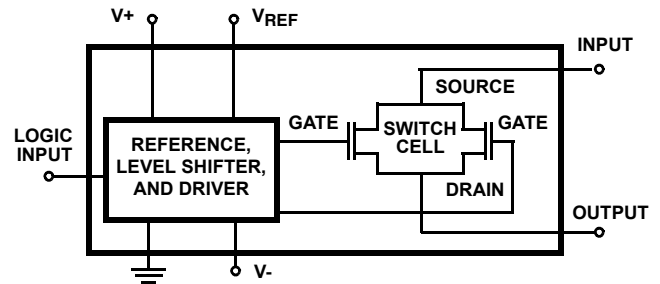 V+
VREF
INPUT
SOURCE
GATE
SWITCH
CELL
GATE
LOGIC
INPUT
REFERENCE,
LEVEL SHIFTER,
AND DRIVER
DRAIN
OUTPUT
V-